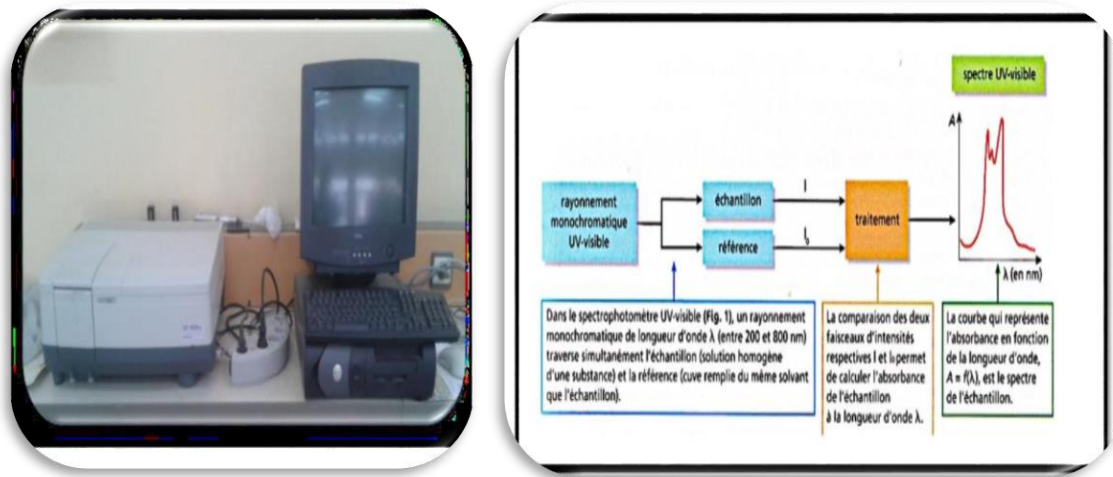 spectre UV-visible
A
rayonnement
monochromatique
UV-visible
échantillon
référence
I
I₀
traitement
λ (en nm)
Dans le spectrophotomètre UV-visible (Fig. 1), un rayonnement
monochromatique de longueur d'onde λ (entre 200 et 800 nm)
traverse simultanément l'échantillon (solution homogène
d'une substance) et la référence (cuve remplie du même solvant
que l'échantillon).
La comparaison des deux
faisceaux d'intensités
respectives I et I₀ permet
de calculer l'absorbance
de l'échantillon
à la longueur d'onde λ.
La courbe qui représente
l'absorbance en fonction
de la longueur d'onde,
A = f(λ), est le spectre
de l'échantillon.